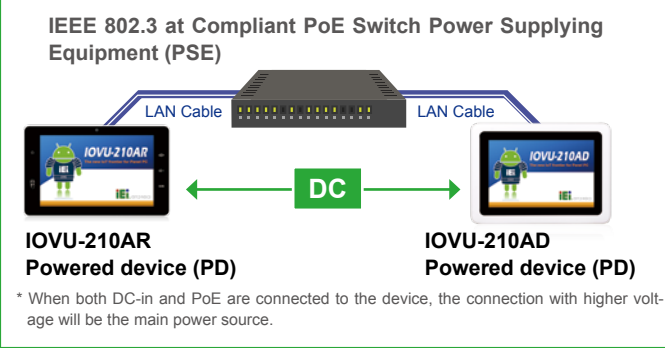 IEEE 802.3 at Compliant PoE Switch Power Supplying
Equipment (PSE)
LAN Cable
LAN Cable
IOVU-210AR
iEi
DC
IOVU-210AD
iEi
IOVU-210AR
Powered device (PD)
IOVU-210AD
Powered device (PD)
* When both DC-in and PoE are connected to the device, the connection with higher volt-
age will be the main power source.